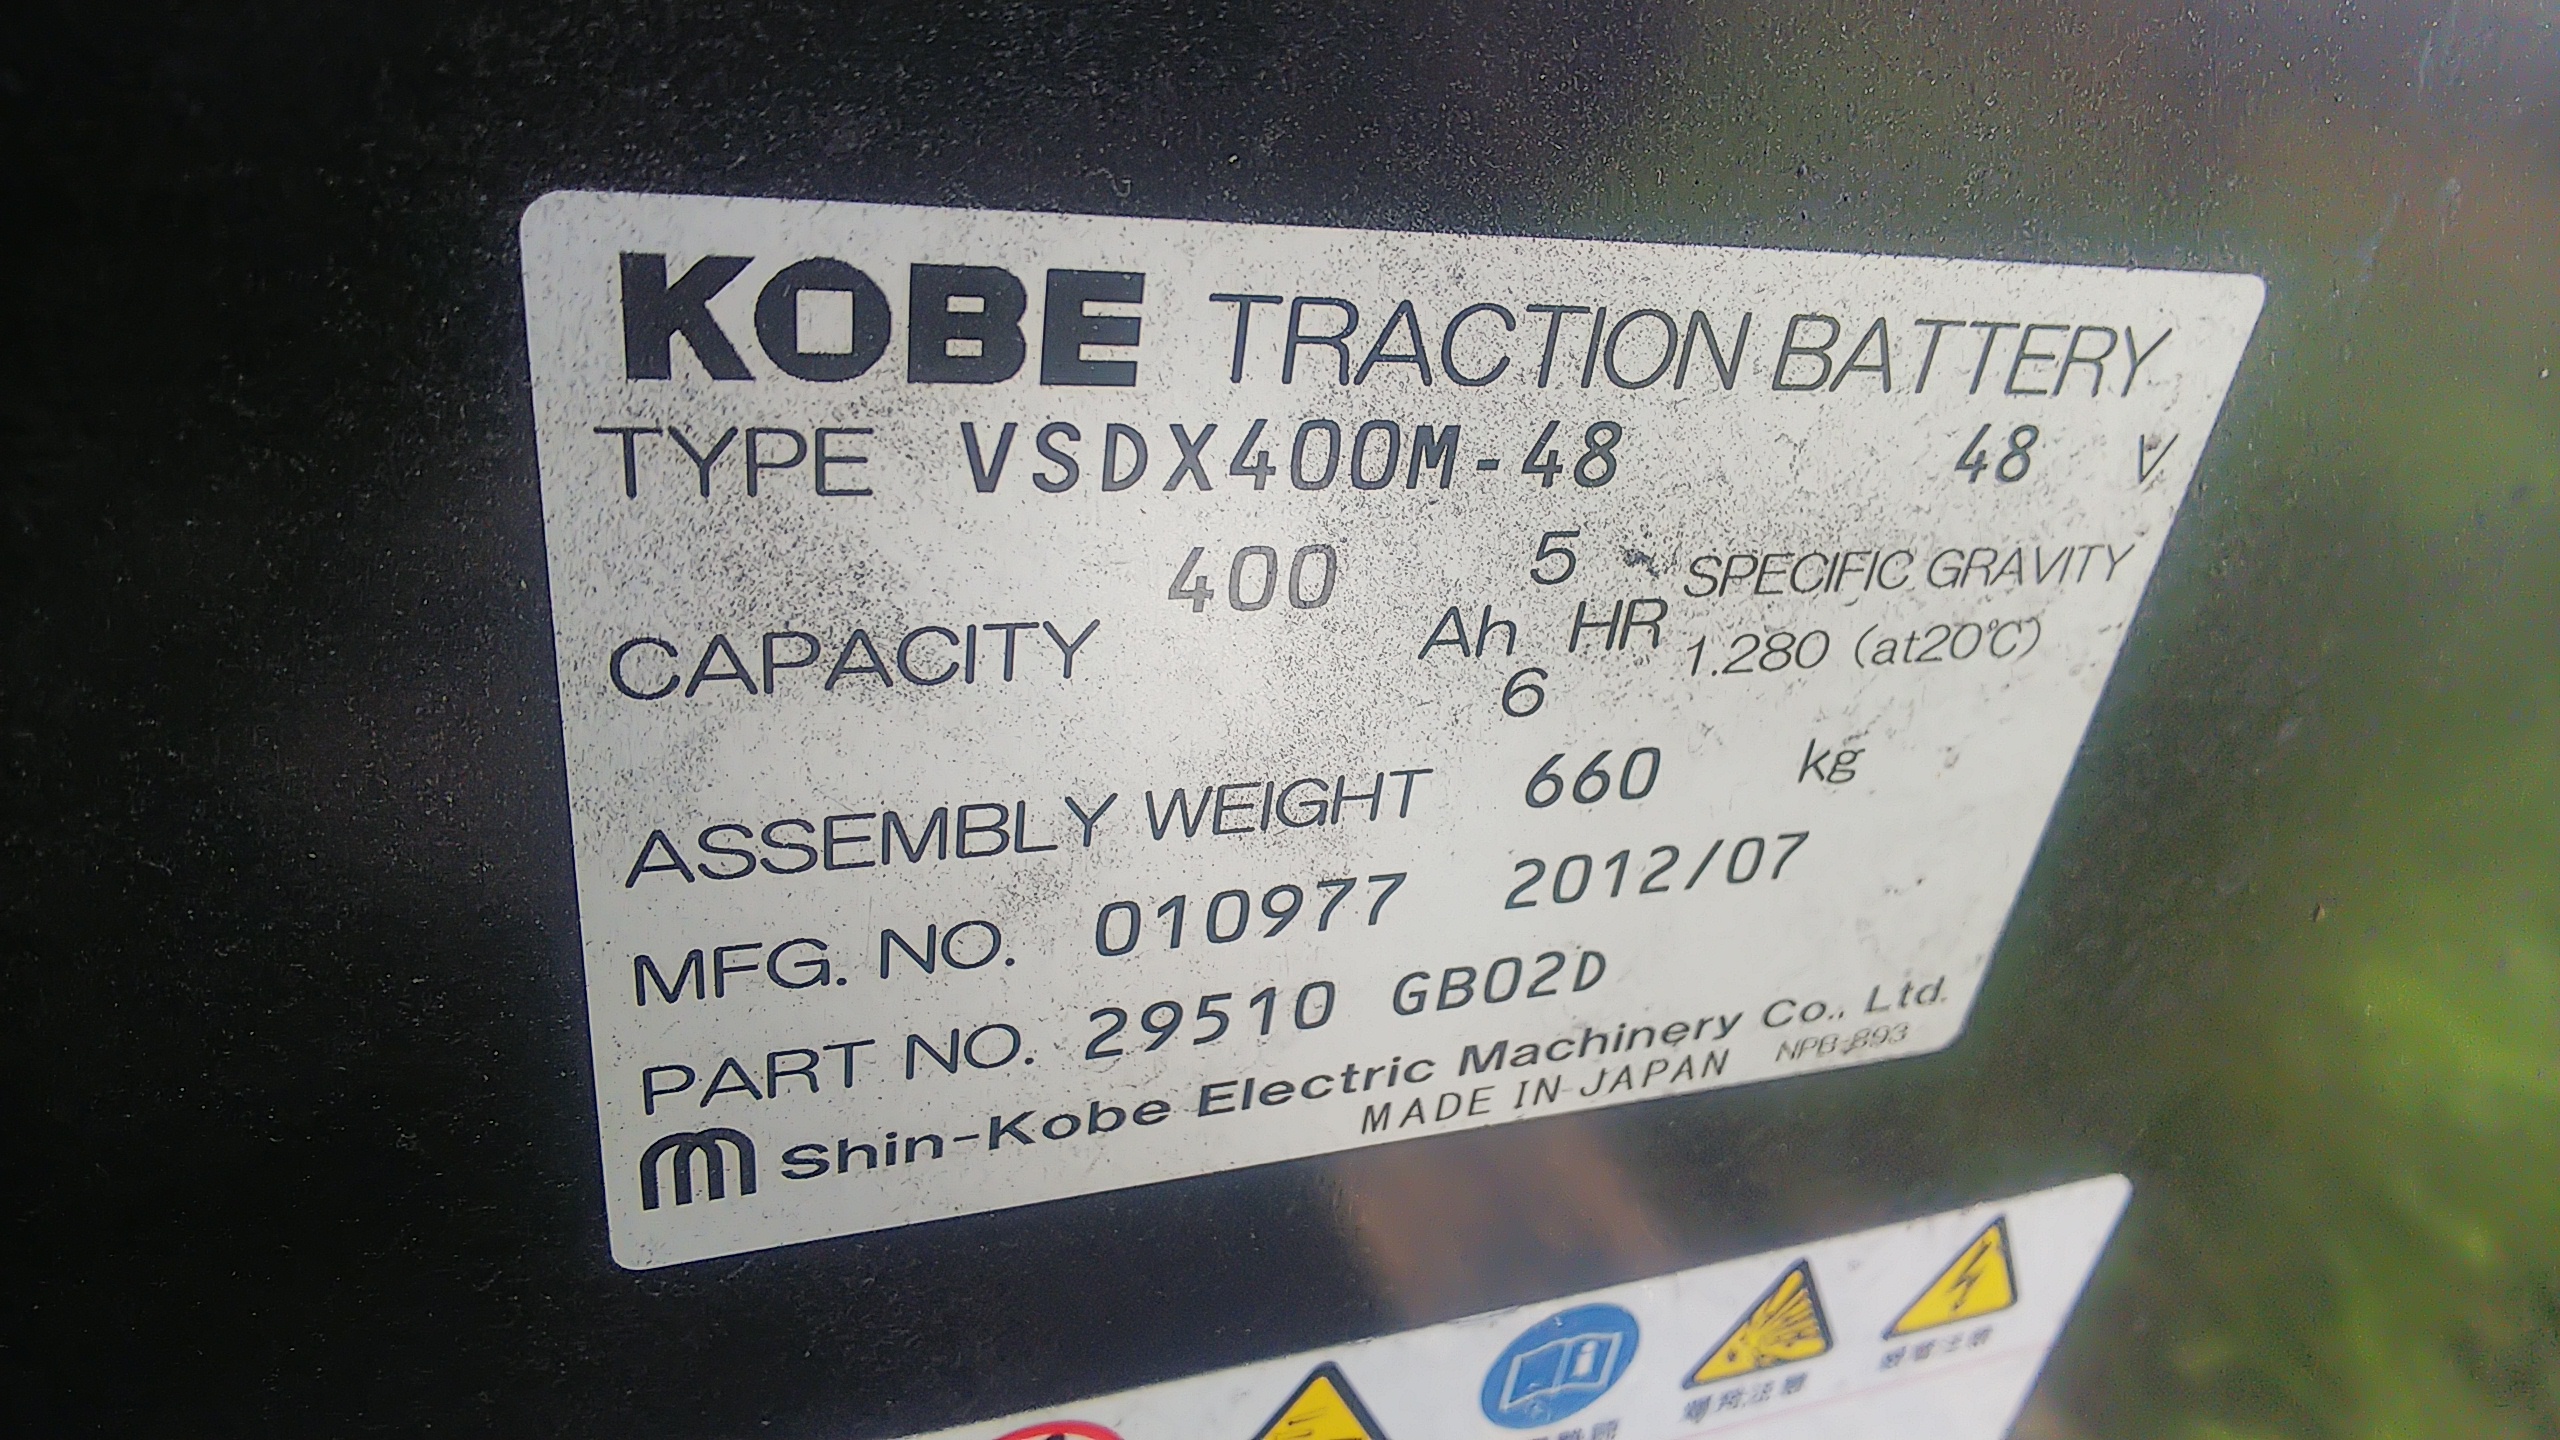 KOBE TRACTION BATTERY
TYPE VSDX400M-48 48 V
CAPACITY 400 Ah 5 HR
6
SPECIFIC GRAVITY
1.280 (at20℃)
ASSEMBLY WEIGHT 660 kg
MFG. NO. 010977 2012/07
PART NO. 29510 GB02D
Shin-Kobe Electric Machinery Co., Ltd.
MADE IN JAPAN NPB-893